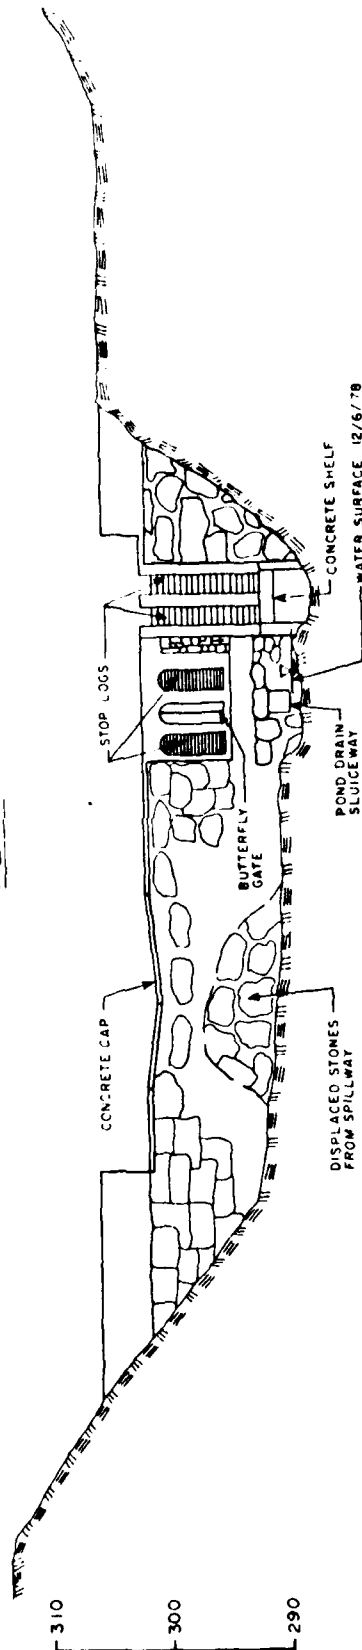 310
300
290
CONCRETE CAP
STOP LOGS
BUTTERFLY
GATE
DISPLACED STONES
FROM SPILLWAY
POND DRAIN
SLUICEWAY
CONCRETE SHELF
WATER SURFACE 12/6/78